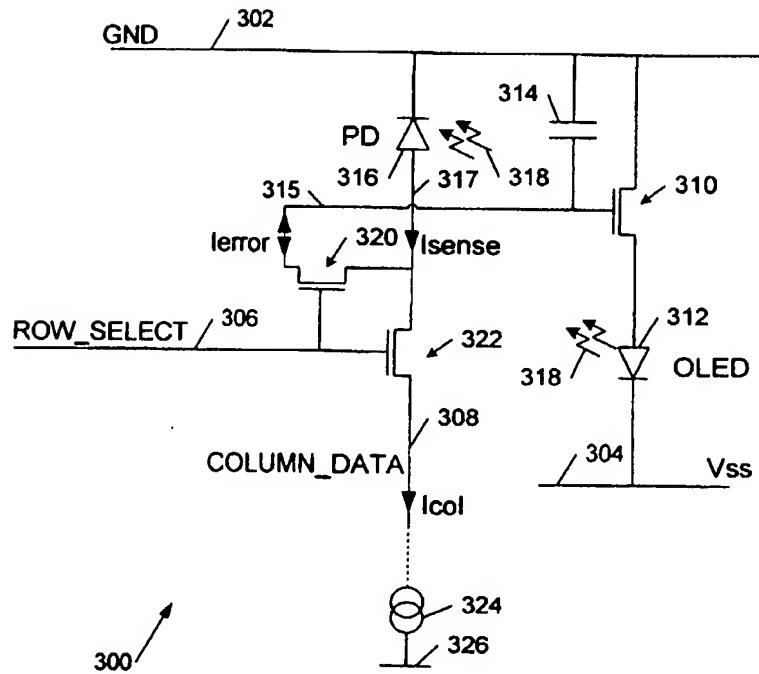 302
GND
314
PD
316
317
318
310
315
Ierror
320
Isense
ROW_SELECT
306
322
312
318
OLED
308
COLUMN_DATA
304
Vss
Icol
324
300
326